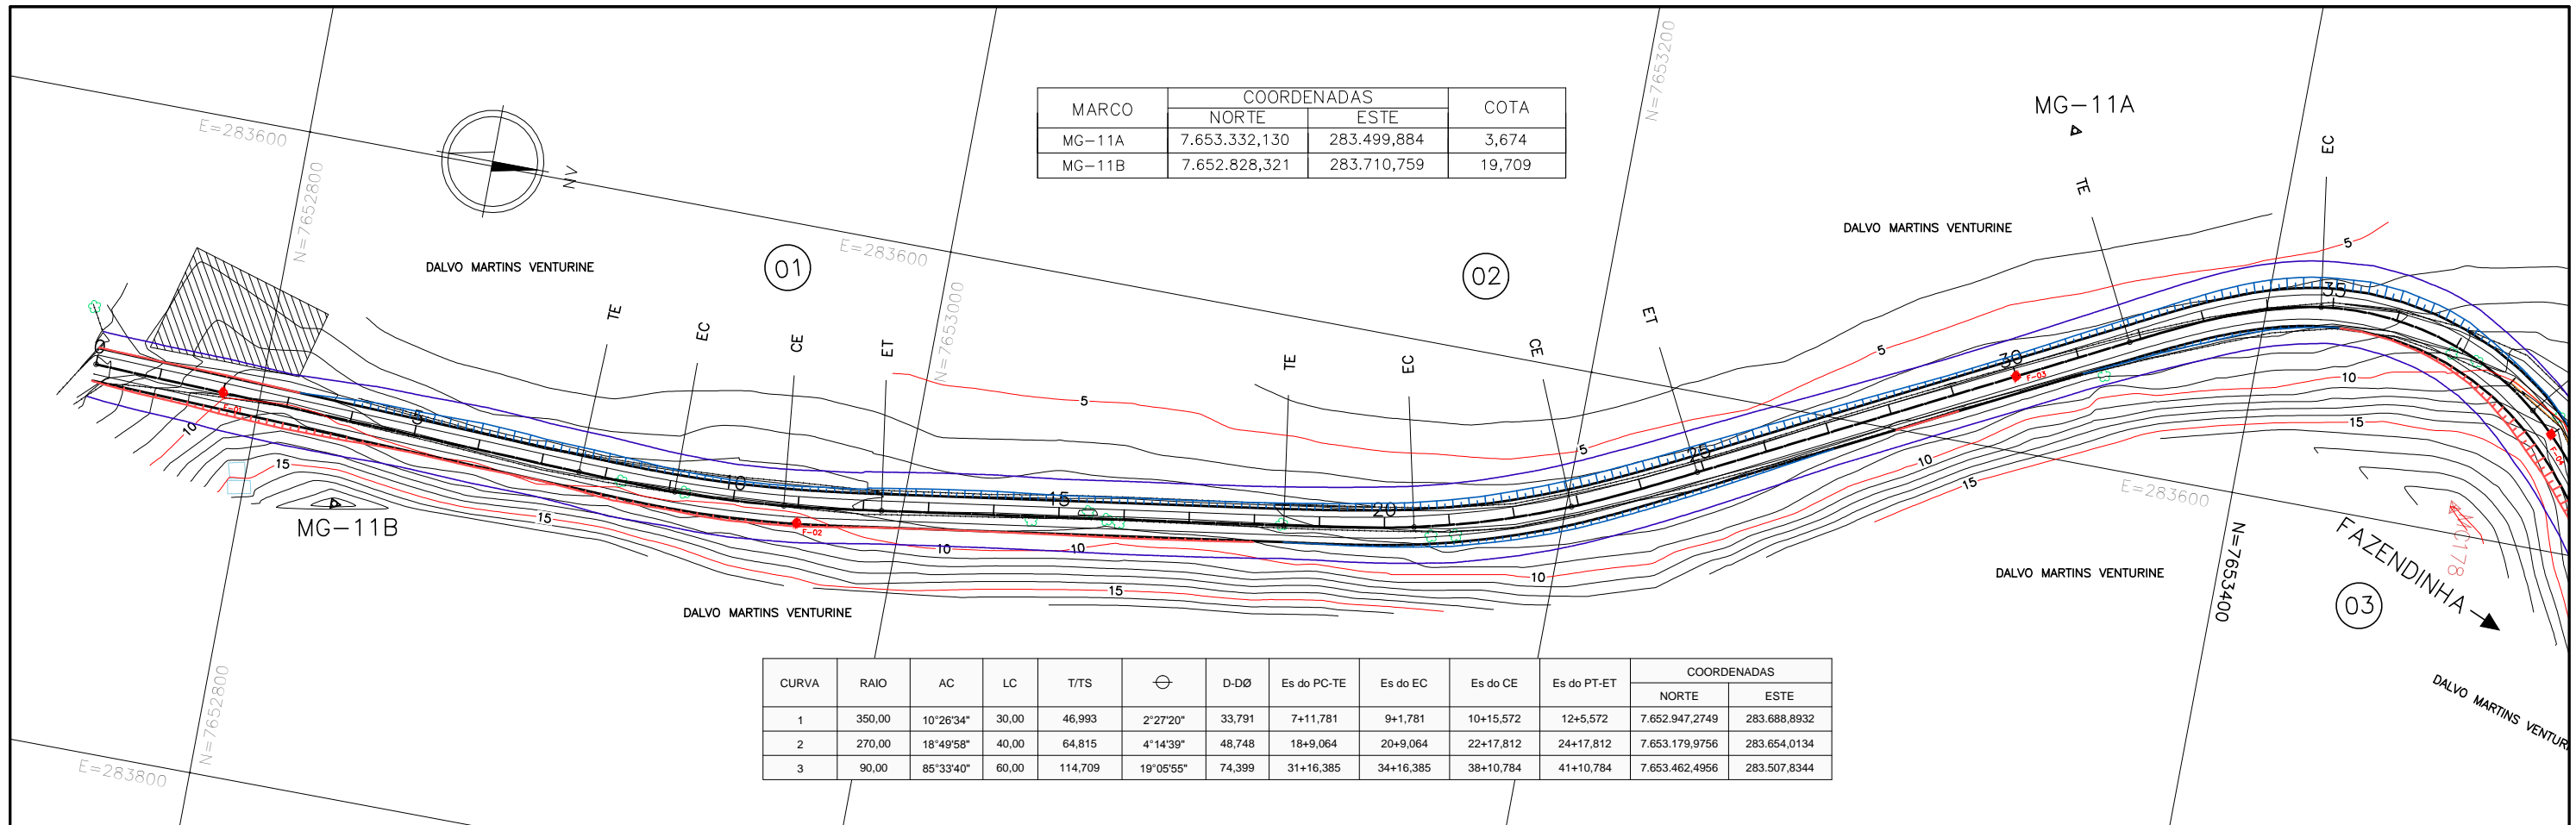 E=283600
N=7652800
NV
DALVO MARTINS VENTURINE
01
E=283600
N=7653000
N=7653200
MARCO COORDENADAS COTA
NORTE ESTE
MG-11A 7.653.332,130 283.499,884 3,674
MG-11B 7.652.828,321 283.710,759 19,709
02
MG-11A
DALVO MARTINS VENTURINE
TE EC CE ET
TE EC CE ET
TE EC
0 5 10 15 20 25 30 35
5 5 5 5
10 10 10 10 10 10
15 15 15 15 15
F-01
F-02
F-03
F-04
MG-11B
DALVO MARTINS VENTURINE
DALVO MARTINS VENTURINE
E=283600
N=7653400
FAZENDINHA
MC178
03
DALVO MARTINS VENTUR
N=7652800
E=283800
CURVA RAIO AC LC T/TS D-DØ Es do PC-TE Es do EC Es do CE Es do PT-ET COORDENADAS
NORTE ESTE
1 350,00 10°26'34" 30,00 46,993 2°27'20" 33,791 7+11,781 9+1,781 10+15,572 12+5,572 7.652.947,2749 283.688,8932
2 270,00 18°49'58" 40,00 64,815 4°14'39" 48,748 18+9,064 20+9,064 22+17,812 24+17,812 7.653.179,9756 283.654,0134
3 90,00 85°33'40" 60,00 114,709 19°05'55" 74,399 31+16,385 34+16,385 38+10,784 41+10,784 7.653.462,4956 283.507,8344